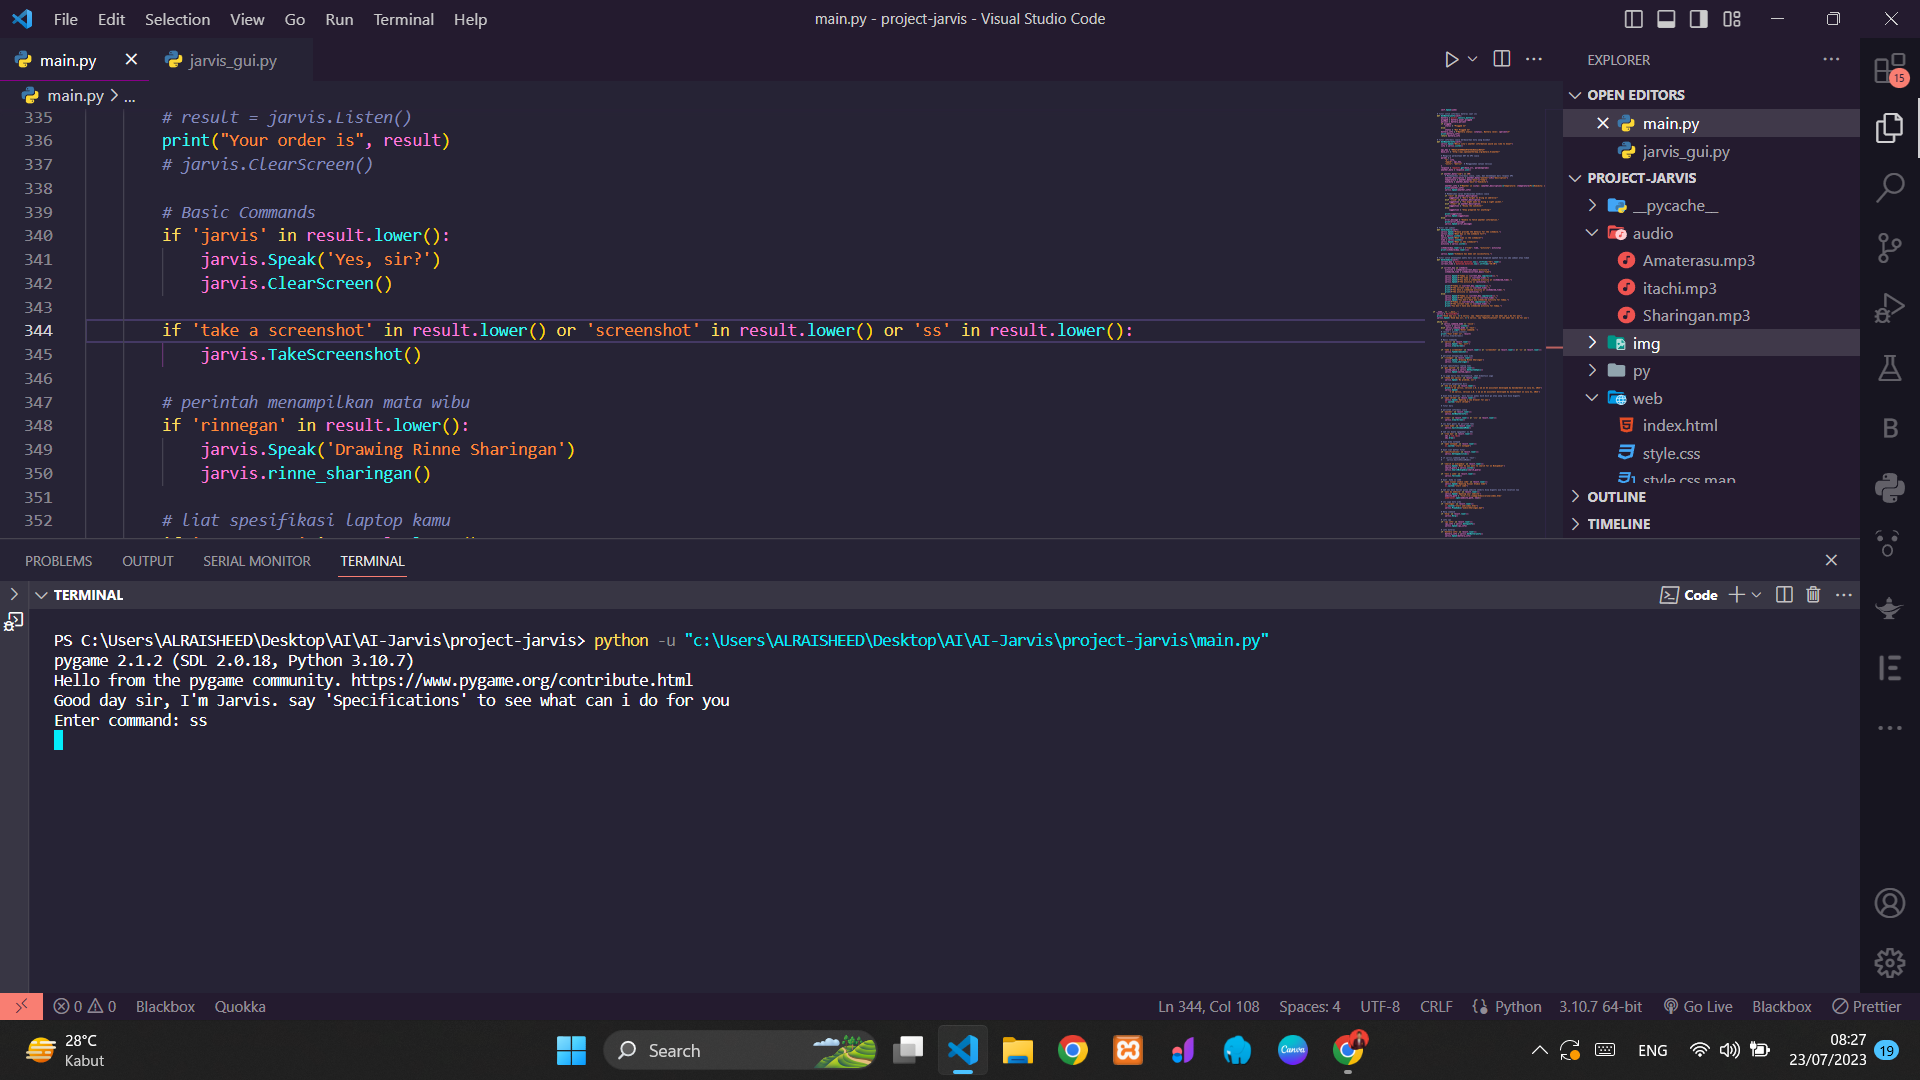 File Edit Selection View Go Run Terminal Help
main.py - project-jarvis - Visual Studio Code
main.py
jarvis_gui.py
main.py > ...
335 # result = jarvis.Listen()
336 print("Your order is", result)
337 # jarvis.ClearScreen()
338
339 # Basic Commands
340 if 'jarvis' in result.lower():
341 jarvis.Speak('Yes, sir?')
342 jarvis.ClearScreen()
343
344 if 'take a screenshot' in result.lower() or 'screenshot' in result.lower() or 'ss' in result.lower():
345 jarvis.TakeScreenshot()
346
347 # perintah menampilkan mata wibu
348 if 'rinnegan' in result.lower():
349 jarvis.Speak('Drawing Rinne Sharingan')
350 jarvis.rinne_sharingan()
351
352 # liat spesifikasi laptop kamu
EXPLORER
OPEN EDITORS
main.py
jarvis_gui.py
PROJECT-JARVIS
__pycache__
audio
Amaterasu.mp3
itachi.mp3
Sharingan.mp3
img
py
web
index.html
style.css
style.css.map
OUTLINE
TIMELINE
15
PROBLEMS OUTPUT SERIAL MONITOR TERMINAL
TERMINAL
Code
PS C:\Users\ALRAISHEED\Desktop\AI\AI-Jarvis\project-jarvis> python -u "c:\Users\ALRAISHEED\Desktop\AI\AI-Jarvis\project-jarvis\main.py"
pygame 2.1.2 (SDL 2.0.18, Python 3.10.7)
Hello from the pygame community. https://www.pygame.org/contribute.html
Good day sir, I'm Jarvis. say 'Specifications' to see what can i do for you
Enter command: ss
0 0 Blackbox Quokka
Ln 344, Col 108 Spaces: 4 UTF-8 CRLF Python 3.10.7 64-bit Go Live Blackbox Prettier
28°C
Kabut
Search
Canva
ENG
08:27
23/07/2023
19